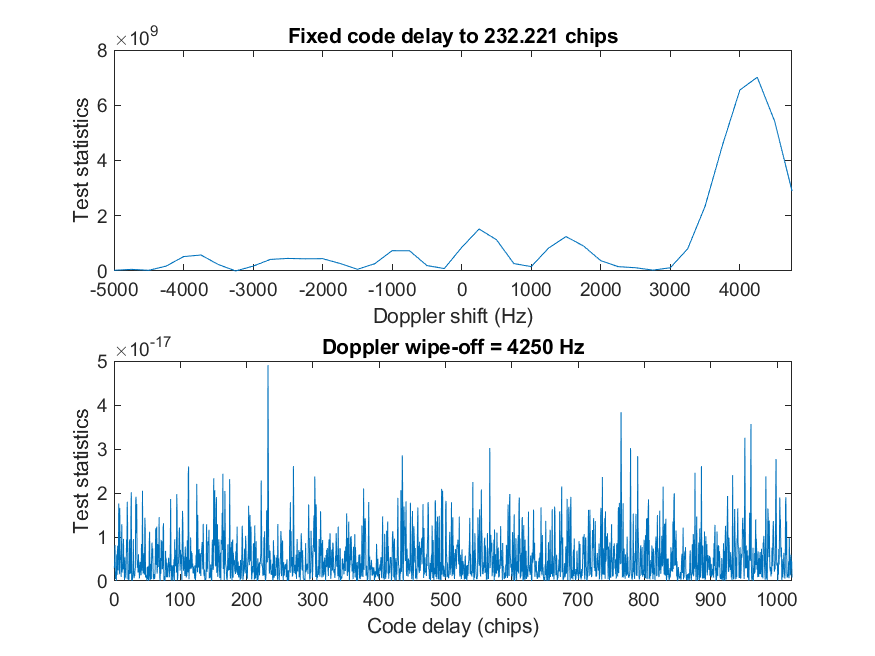 ×10^9
Fixed code delay to 232.221 chips
8
6
4
2
0
Test statistics
-5000 -4000 -3000 -2000 -1000 0 1000 2000 3000 4000
Doppler shift (Hz)
×10^-17
Doppler wipe-off = 4250 Hz
5
4
3
2
1
0
Test statistics
0 100 200 300 400 500 600 700 800 900 1000
Code delay (chips)